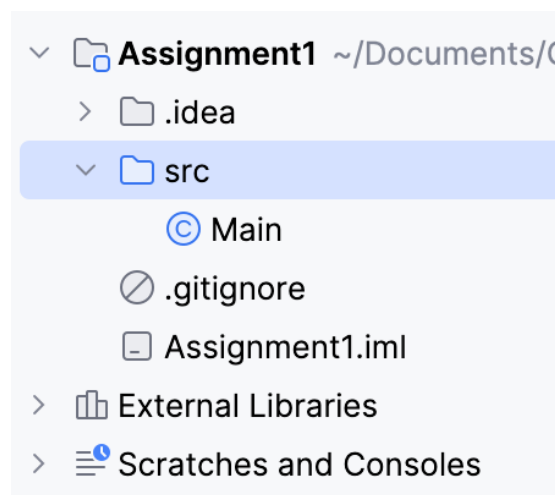 Assignment1 ~/Documents/
.idea
src
Main
.gitignore
Assignment1.iml
External Libraries
Scratches and Consoles